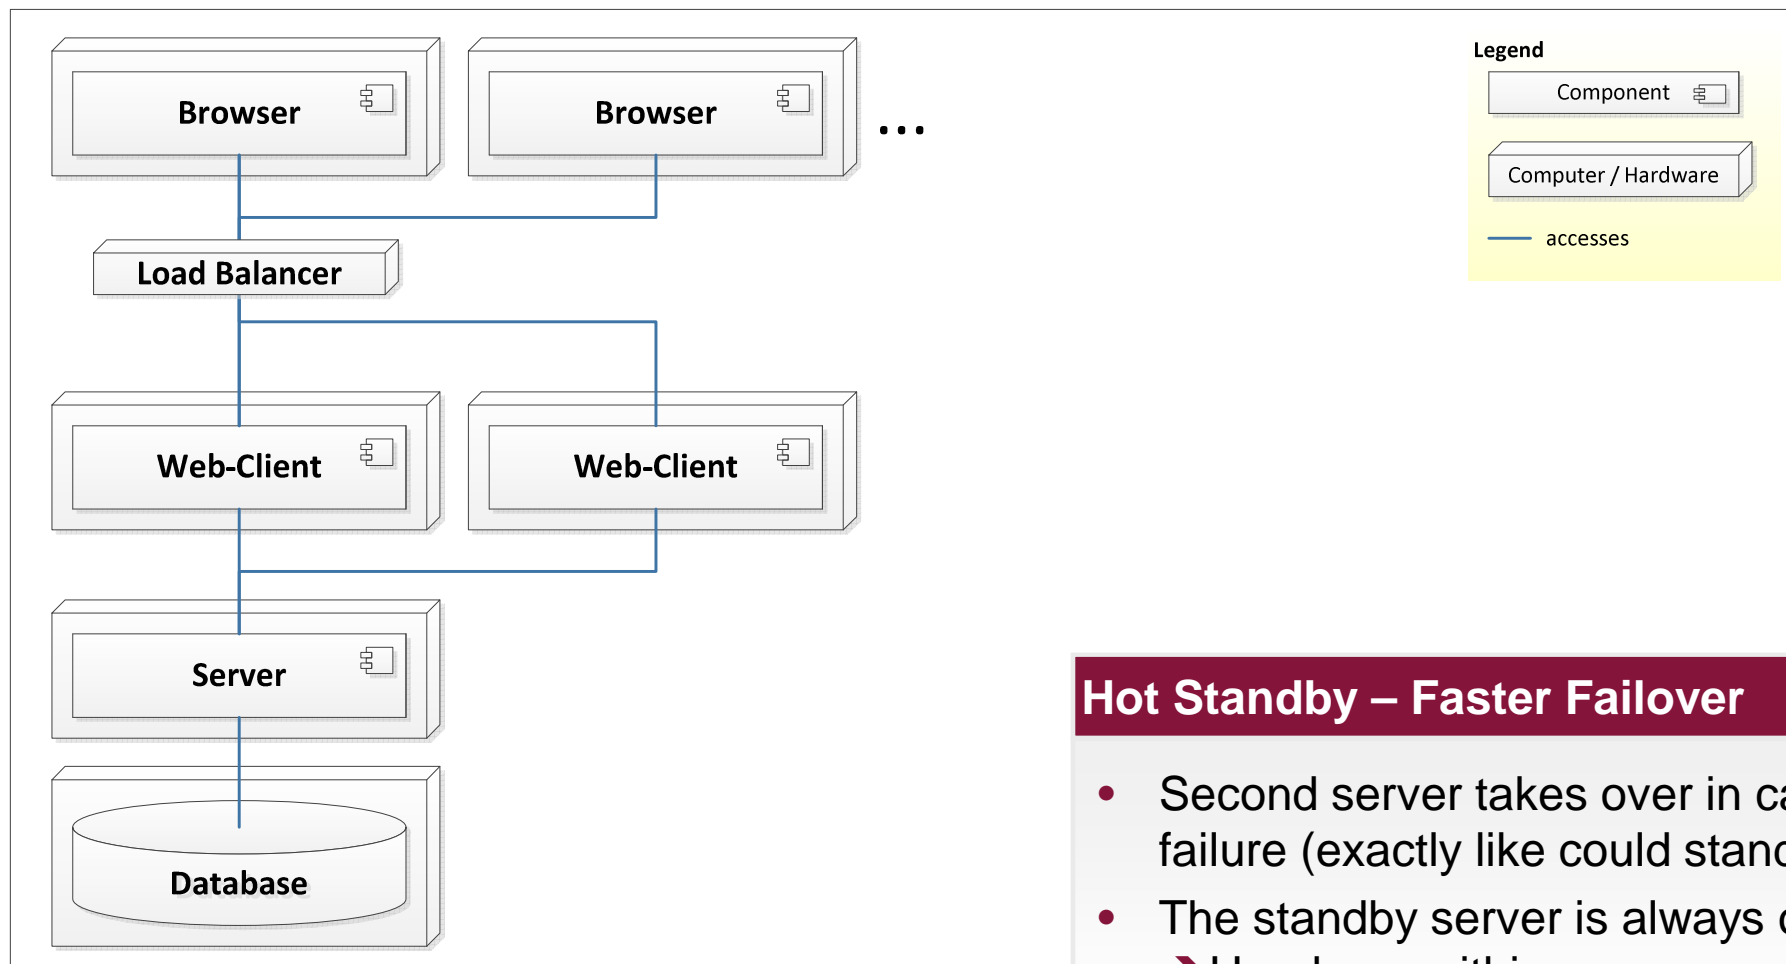 Browser
Browser
...
Load Balancer
Web-Client
Web-Client
Server
Database
Legend
Component
Computer / Hardware
accesses
Hot Standby – Faster Failover
• Second server takes over in
failure (exactly like could
• The standby server is always